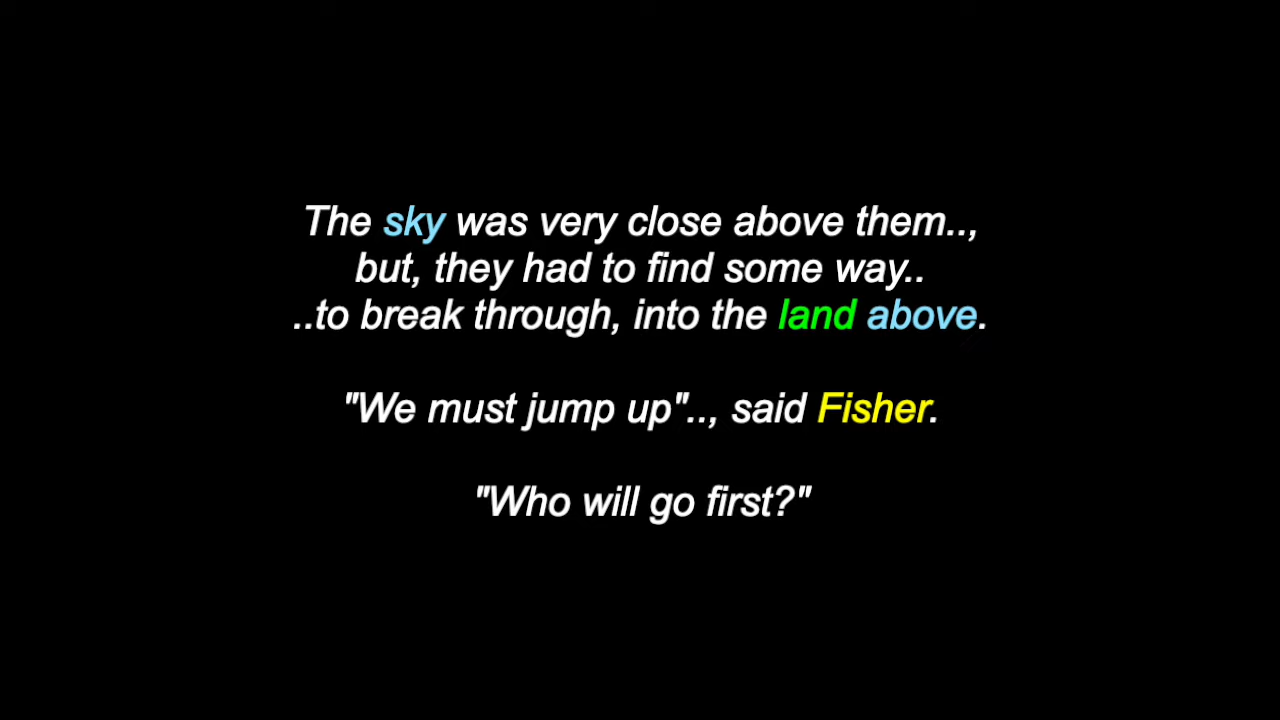 The sky was very close above them..,
but, they had to find some way..
..to break through, into the land above.
"We must jump up".., said Fisher.
"Who will go first?"